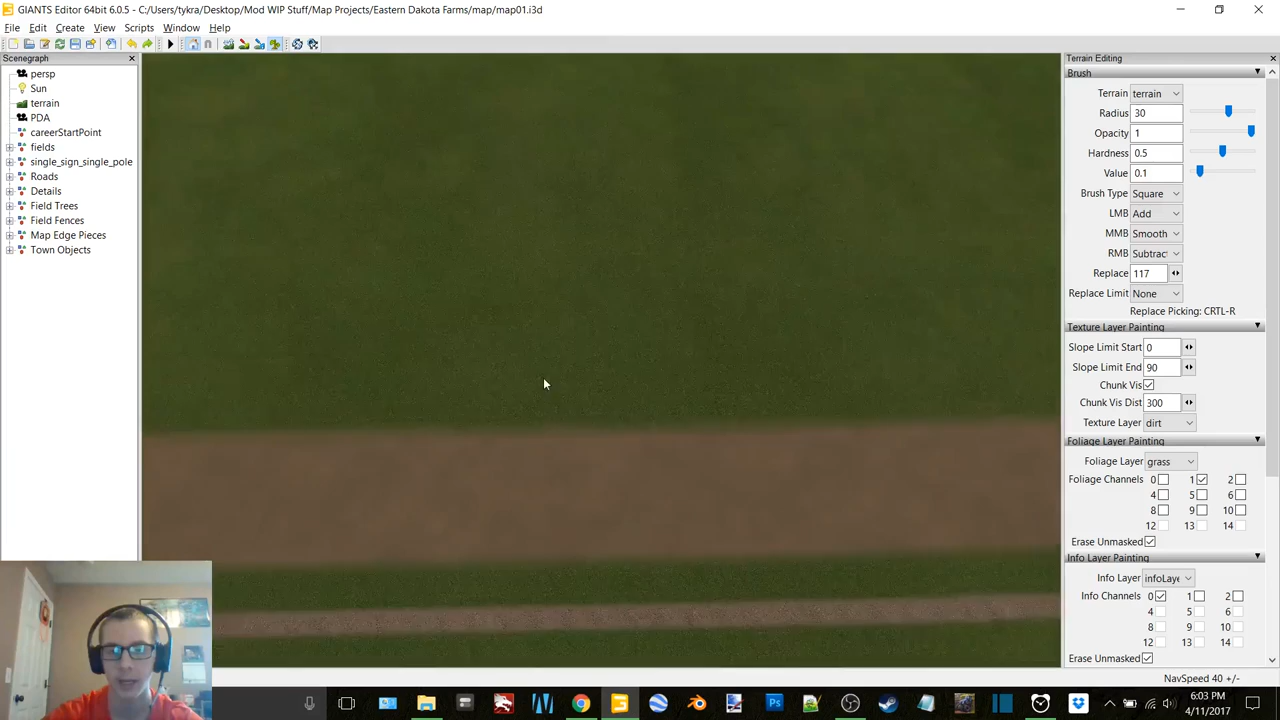 GIANTS Editor 64bit 6.0.5 - C:/Users/tykra/Desktop/Mod WIP Stuff/Map Projects/Eastern Dakota Farms/map/map01.i3d
File Edit Create View Scripts Window Help
Scenegraph
persp
Sun
terrain
PDA
careerStartPoint
fields
single_sign_single_pole
Roads
Details
Field Trees
Field Fences
Map Edge Pieces
Town Objects
Terrain Editing
Brush
Terrain terrain
Radius 30
Opacity 1
Hardness 0.5
Value 0.1
Brush Type Square
LMB Add
MMB Smooth
RMB Subtrac
Replace 117
Replace Limit None
Replace Picking: CRTL-R
Texture Layer Painting
Slope Limit Start 0
Slope Limit End 90
Chunk Vis
Chunk Vis Dist 300
Texture Layer dirt
Foliage Layer Painting
Foliage Layer grass
Foliage Channels 0 1 2
4 5 6
8 9 10
12 13 14
Erase Unmasked
Info Layer Painting
Info Layer infoLaye
Info Channels 0 1 2
4 5 6
8 9 10
12 13 14
Erase Unmasked
NavSpeed 40 +/-
6:03 PM
4/11/2017